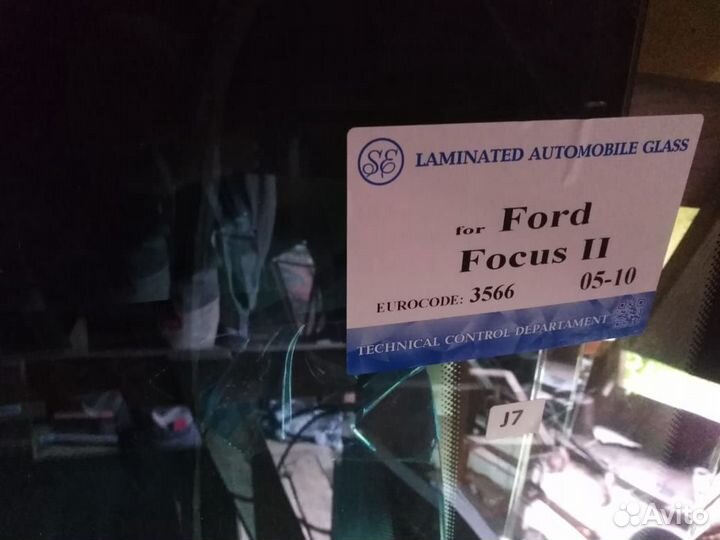 SE
LAMINATED AUTOMOBILE GLASS
for Ford
Focus II
EUROCODE: 3566 05-10
TECHNICAL CONTROL DEPARTAMENT
J7
Avito